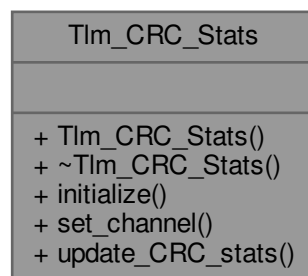 Tlm_CRC_Stats
+ Tlm_CRC_Stats()
+ ~Tlm_CRC_Stats()
+ initialize()
+ set_channel()
+ update_CRC_stats()